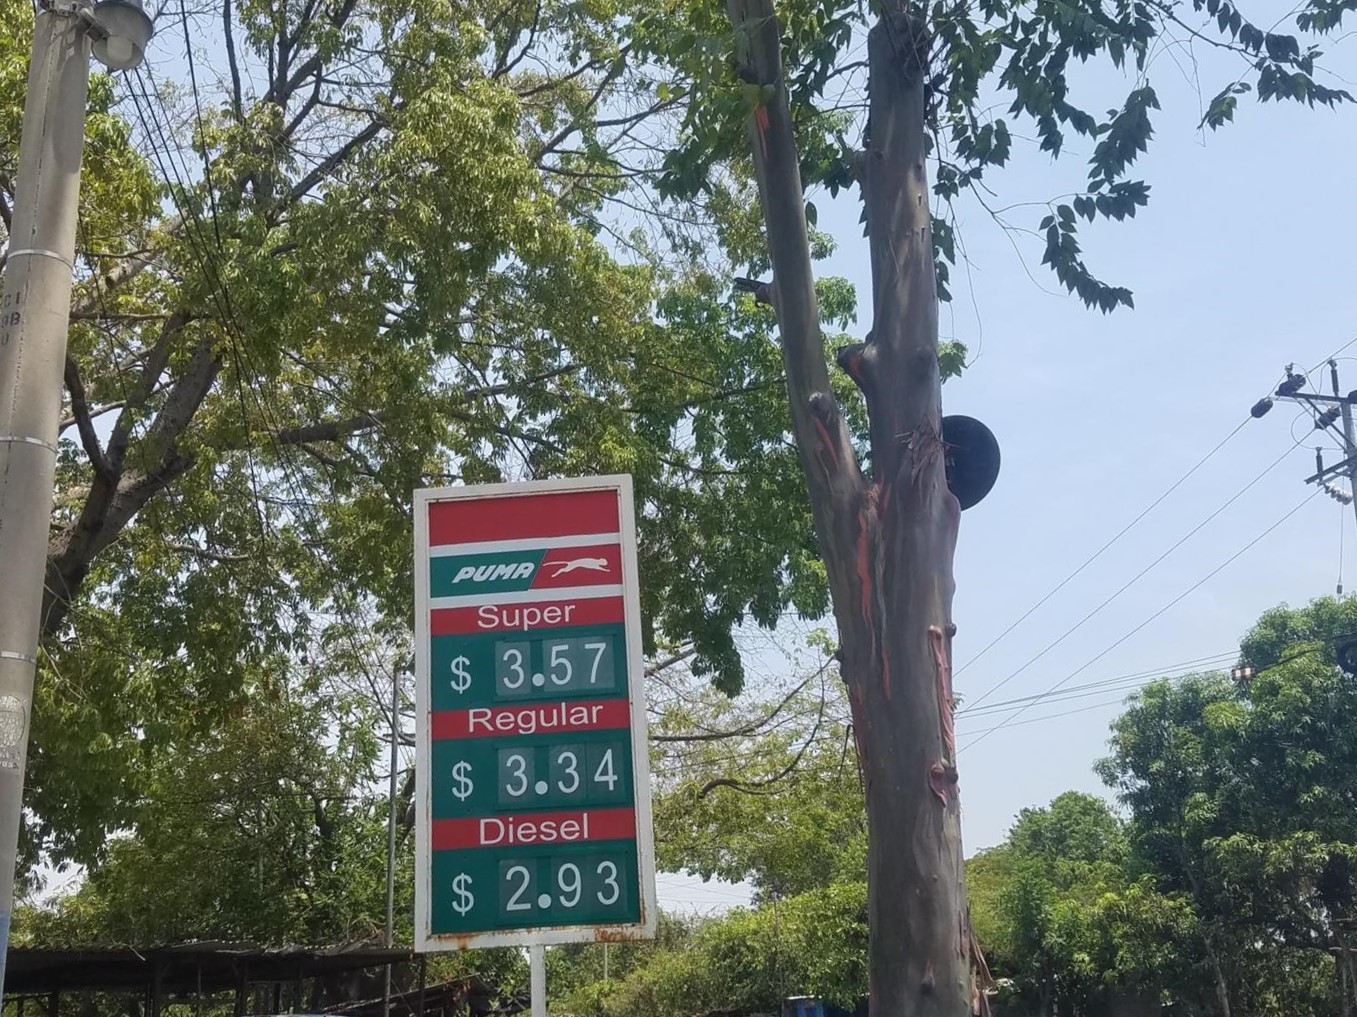 PUMA
Super
$ 3.57
Regular
$ 3.34
Diesel
$ 2.93